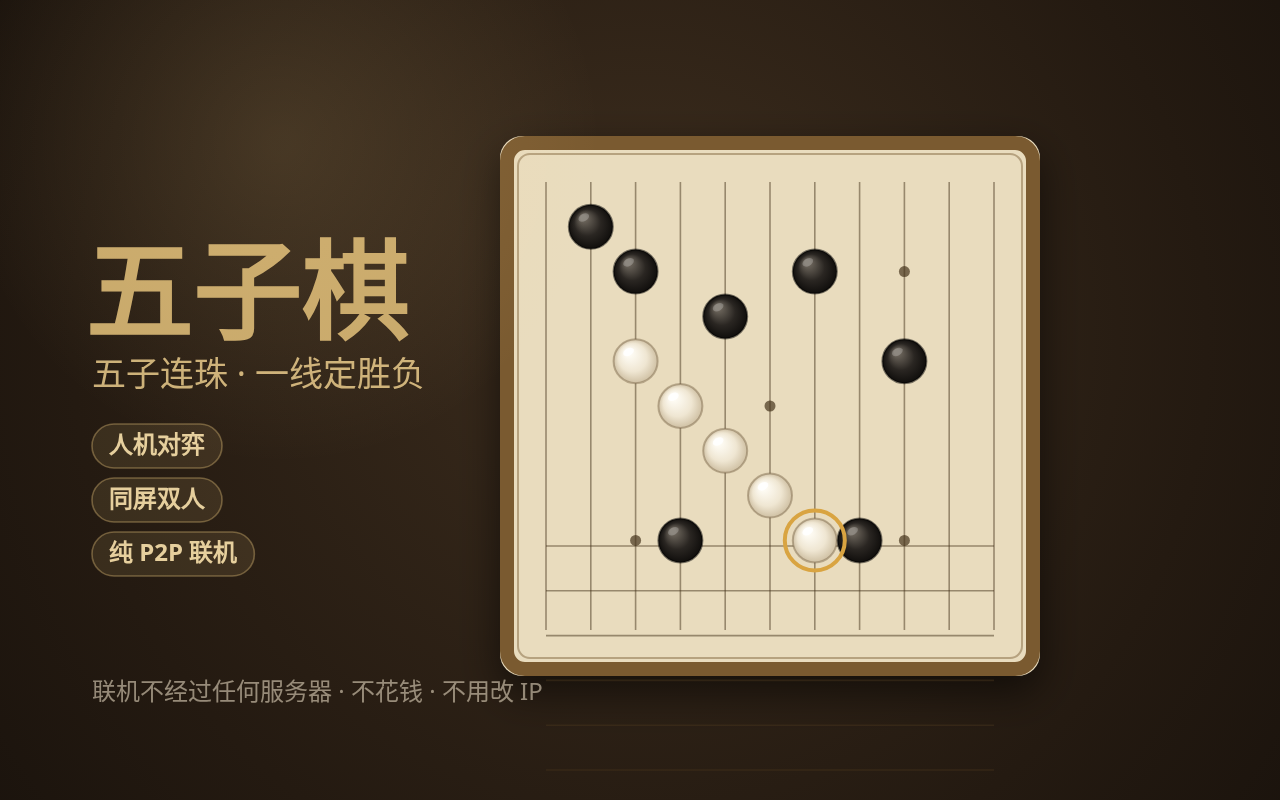 五子棋
五子连珠 · 一线定胜负
人机对弈
同屏双人
纯 P2P 联机
联机不经过任何服务器 · 不花钱 · 不用改 IP